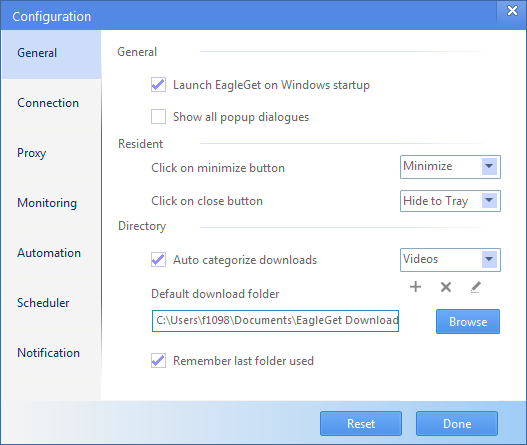 Configuration
General
Connection
Proxy
Monitoring
Automation
Scheduler
Notification
General
Launch EagleGet on Windows startup
Show all popup dialogues
Resident
Click on minimize button
Minimize
Click on close button
Hide to Tray
Directory
Auto categorize downloads
Videos
Default download folder
C:\Users\f1098\Documents\EagleGet Download
Browse
Remember last folder used
Reset
Done